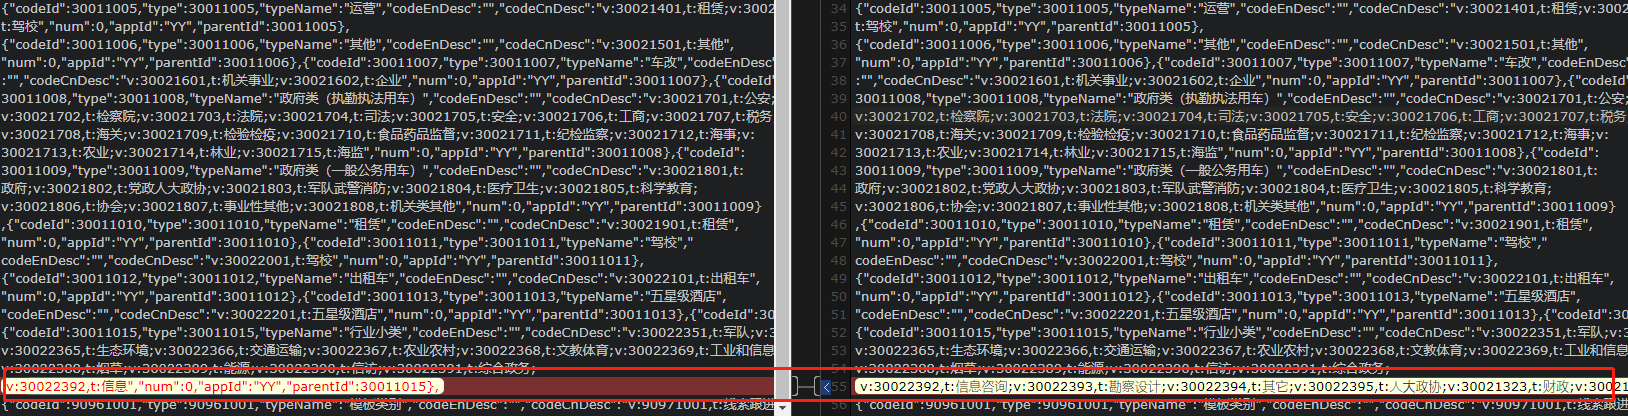 {"codeId":30011005,"type":30011005,"typeName":"运营","codeEnDesc":"","codeCnDesc":"v:30021401,t:租赁;v:300
t:驾校","num":0,"appId":"YY","parentId":30011005},
{"codeId":30011006,"type":30011006,"typeName":"其他","codeEnDesc":"","codeCnDesc":"v:30021501,t:其他",
"num":0,"appId":"YY","parentId":30011006},{"codeId":30011007,"type":30011007,"typeName":"车改","codeEnDesc"
:"","codeCnDesc":"v:30021601,t:机关事业;v:30021602,t:企业","num":0,"appId":"YY","parentId":30011007},{"codeId":
30011008,"type":30011008,"typeName":"政府类（执勤执法用车）","codeEnDesc":"","codeCnDesc":"v:30021701,t:公安;
v:30021702,t:检察院;v:30021703,t:法院;v:30021704,t:司法;v:30021705,t:安全;v:30021706,t:工商;v:30021707,t:税务
v:30021708,t:海关;v:30021709,t:检验检疫;v:30021710,t:食品药品监督;v:30021711,t:纪检监察;v:30021712,t:海事;
v:30021713,t:农业;v:30021714,t:林业;v:30021715,t:海监","num":0,"appId":"YY","parentId":30011008},{"codeId":
30011009,"type":30011009,"typeName":"政府类（一般公务用车）","codeEnDesc":"","codeCnDesc":"v:30021801,t:
政府;v:30021802,t:党政人大政协;v:30021803,t:军队武警消防;v:30021804,t:医疗卫生;v:30021805,t:科学教育;
v:30021806,t:协会;v:30021807,t:事业性其他;v:30021808,t:机关类其他","num":0,"appId":"YY","parentId":30011009}
,{"codeId":30011010,"type":30011010,"typeName":"租赁","codeEnDesc":"","codeCnDesc":"v:30021901,t:租赁",
"num":0,"appId":"YY","parentId":30011010},{"codeId":30011011,"type":30011011,"typeName":"驾校","
codeEnDesc":"","codeCnDesc":"v:30022001,t:驾校","num":0,"appId":"YY","parentId":30011011},
{"codeId":30011012,"type":30011012,"typeName":"出租车","codeEnDesc":"","codeCnDesc":"v:30022101,t:出租车",
"num":0,"appId":"YY","parentId":30011012},{"codeId":30011013,"type":30011013,"typeName":"五星级酒店",
"codeEnDesc":"","codeCnDesc":"v:30022201,t:五星级酒店","num":0,"appId":"YY","parentId":30011013},{"codeId":30
{"codeId":30011015,"type":30011015,"typeName":"行业小类","codeEnDesc":"","codeCnDesc":"v:30022351,t:军队;v:3
v:30022365,t:生态环境;v:30022366,t:交通运输;v:30022367,t:农业农村;v:30022368,t:文教体育;v:30022369,t:工业和信息
v:30022388,t:烟草;v:30022389,t:能源;v:30022390,t:信访;v:30022391,t:综合政务;
v:30022392,t:信息","num":0,"appId":"YY","parentId":30011015},
{"codeId":90961001,"type":90961001,"typeName":"模板类别","codeEnDesc":"","codeCnDesc":"v:90971001,t:线索跟进
34 {"codeId":30011005,"type":30011005,"typeName":"运营","codeEnDesc":"","codeCnDesc":"v:30021401,t:租赁;v
35 t:驾校","num":0,"appId":"YY","parentId":30011005},
36 {"codeId":30011006,"type":30011006,"typeName":"其他","codeEnDesc":"","codeCnDesc":"v:30021501,t:其他",
37 "num":0,"appId":"YY","parentId":30011006},{"codeId":30011007,"type":30011007,"typeName":"车改","codeEnDesc
38 :"","codeCnDesc":"v:30021601,t:机关事业;v:30021602,t:企业","num":0,"appId":"YY","parentId":30011007},{"codeI
39 30011008,"type":30011008,"typeName":"政府类（执勤执法用车）","codeEnDesc":"","codeCnDesc":"v:30021701,t:公安;
40 v:30021702,t:检察院;v:30021703,t:法院;v:30021704,t:司法;v:30021705,t:安全;v:30021706,t:工商;v:30021707,t:税务
41 v:30021708,t:海关;v:30021709,t:检验检疫;v:30021710,t:食品药品监督;v:30021711,t:纪检监察;v:30021712,t:海事;
42 v:30021713,t:农业;v:30021714,t:林业;v:30021715,t:海监","num":0,"appId":"YY","parentId":30011008},{"codeId":
43 30011009,"type":30011009,"typeName":"政府类（一般公务用车）","codeEnDesc":"","codeCnDesc":"v:30021801,t:
44 政府;v:30021802,t:党政人大政协;v:30021803,t:军队武警消防;v:30021804,t:医疗卫生;v:30021805,t:科学教育;
45 v:30021806,t:协会;v:30021807,t:事业性其他;v:30021808,t:机关类其他","num":0,"appId":"YY","parentId":30011009}
46 ,{"codeId":30011010,"type":30011010,"typeName":"租赁","codeEnDesc":"","codeCnDesc":"v:30021901,t:租赁",
47 "num":0,"appId":"YY","parentId":30011010},{"codeId":30011011,"type":30011011,"typeName":"驾校","
48 codeEnDesc":"","codeCnDesc":"v:30022001,t:驾校","num":0,"appId":"YY","parentId":30011011},
49 {"codeId":30011012,"type":30011012,"typeName":"出租车","codeEnDesc":"","codeCnDesc":"v:30022101,t:出租车",
50 "num":0,"appId":"YY","parentId":30011012},{"codeId":30011013,"type":30011013,"typeName":"五星级酒店",
51 "codeEnDesc":"","codeCnDesc":"v:30022201,t:五星级酒店","num":0,"appId":"YY","parentId":30011013},{"codeId":3
52 {"codeId":30011015,"type":30011015,"typeName":"行业小类","codeEnDesc":"","codeCnDesc":"v:30022351,t:军队;v
53 v:30022365,t:生态环境;v:30022366,t:交通运输;v:30022367,t:农业农村;v:30022368,t:文教体育;v:30022369,t:工业和信息
54 v:30022388,t:烟草;v:30022389,t:能源;v:30022390,t:信访;v:30022391,t:综合政务;
55 v:30022392,t:信息咨询;v:30022393,t:勘察设计;v:30022394,t:其它;v:30022395,t:人大政协;v:30021323,t:财政;v:30021
56 {"codeId":90961001,"type":90961001,"typeName":"模板类别","codeEnDesc":"","codeCnDesc":"v:90971001,t:线索跟进